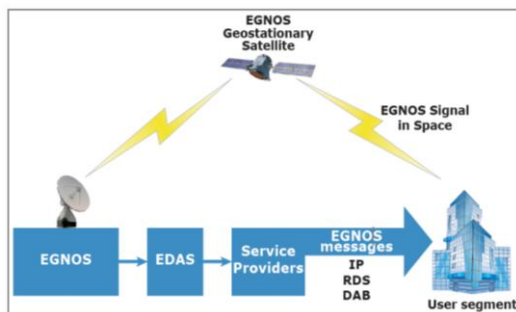 EGNOS
Geostationary
Satellite
EGNOS Signal
in Space
EGNOS
EDAS
Service
Providers
EGNOS
messages
IP
RDS
DAB
User segment